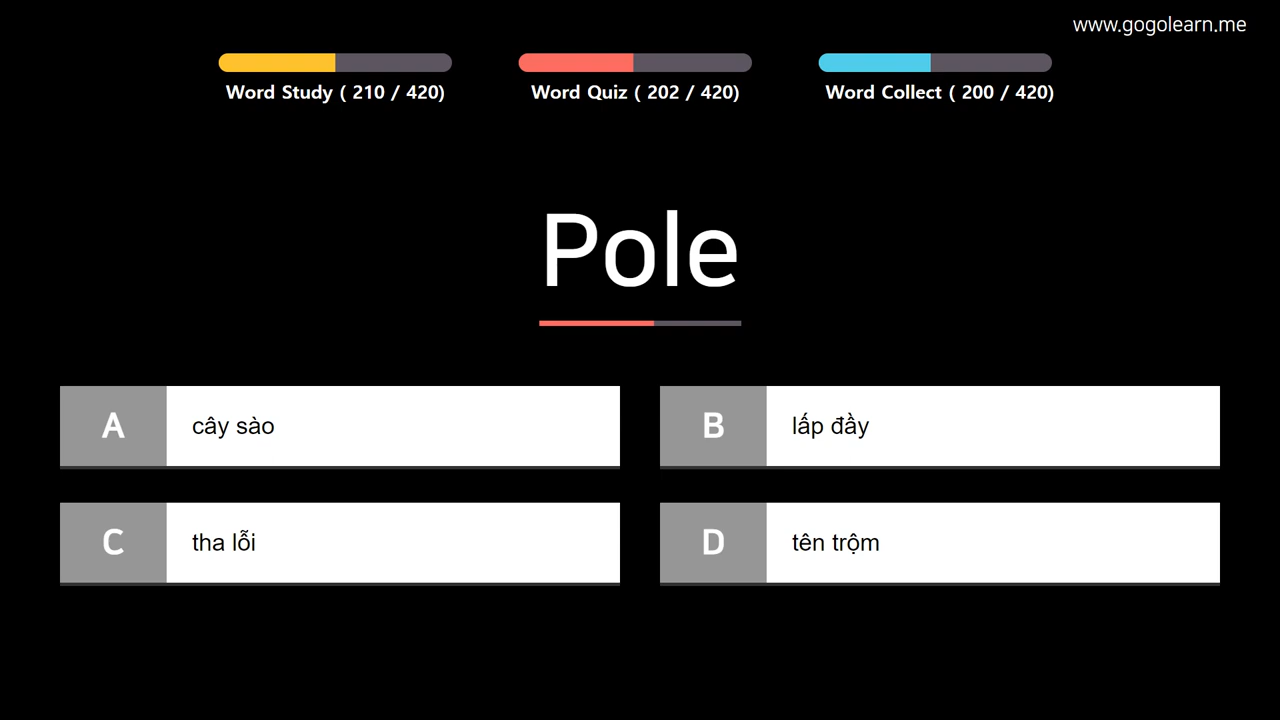 www.gogolearn.me
Word Study ( 210 / 420)
Word Quiz ( 202 / 420)
Word Collect ( 200 / 420)
Pole
A cây sào
B lấp đầy
C tha lỗi
D tên trộm